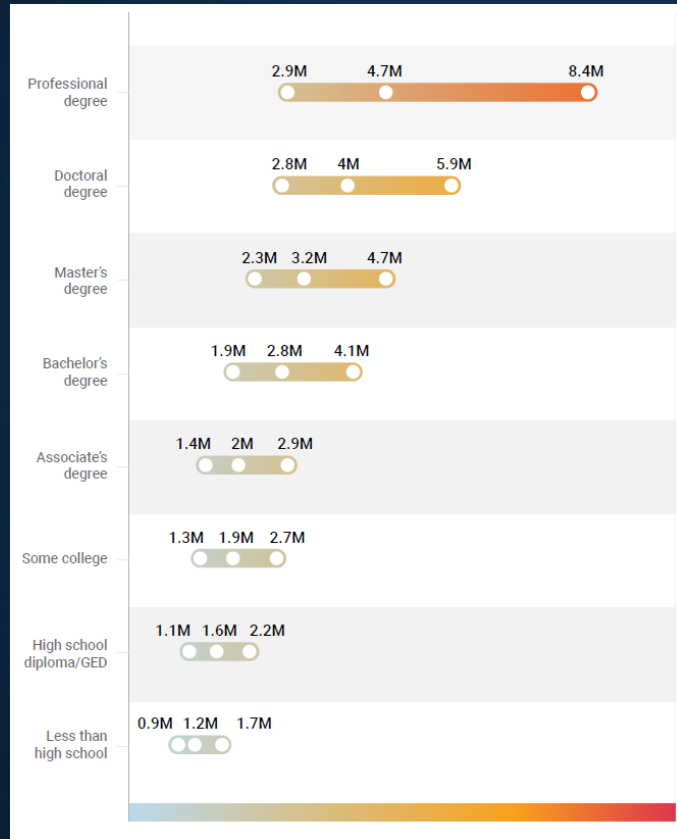 2.9M 4.7M 8.4M
Professional
degree
2.8M 4M 5.9M
Doctoral
degree
2.3M 3.2M 4.7M
Master's
degree
1.9M 2.8M 4.1M
Bachelor's
degree
1.4M 2M 2.9M
Associate's
degree
1.3M 1.9M 2.7M
Some college
1.1M 1.6M 2.2M
High school
diploma/GED
0.9M 1.2M 1.7M
Less than
high school